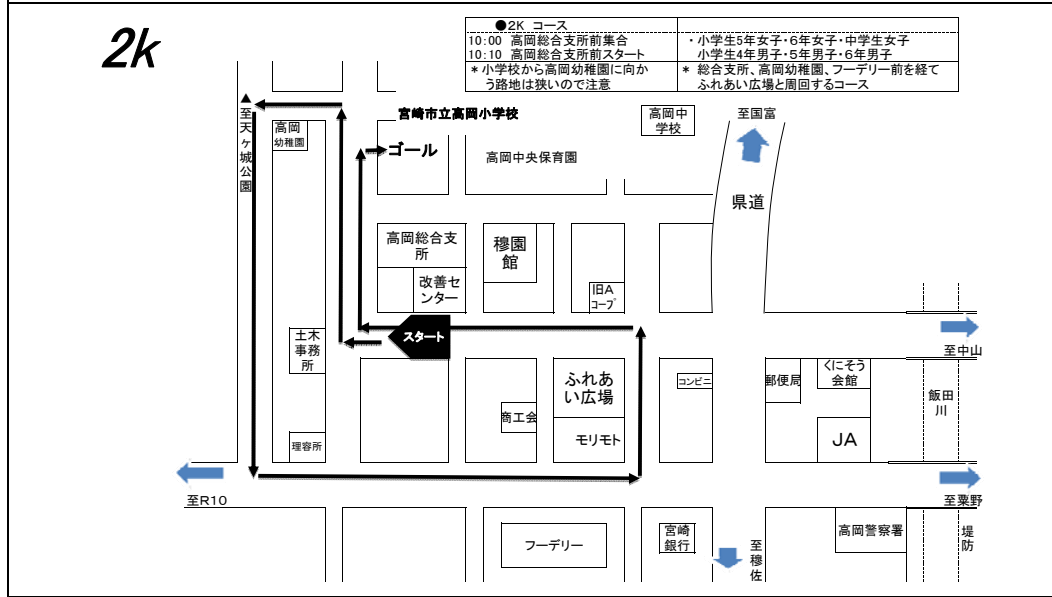 2k
●2K コース
10:00 高岡総合支所前集合
10:10 高岡総合支所前スタート
・小学生5年女子・6年女子・中学生女子
小学生4年男子・5年男子・6年男子
＊小学校から高岡幼稚園に向か
う路地は狭いので注意
＊ 総合支所、高岡幼稚園、フーデリー前を経て
ふれあい広場と周回するコース
▲至天ヶ城公園
高岡
幼稚園
宮崎市立高岡小学校
ゴール
高岡中央保育園
高岡中
学校
至国富
県道
高岡総合支
所
改善セ
ンター
穆園
館
旧A
コープ
スタート
土木
事務
所
理容所
ふれあ
い広場
商工会
モリモト
コンビニ
郵便局
くにそう
会館
JA
至中山
飯田
川
至R10
至粟野
フーデリー
宮崎
銀行
至穆佐
高岡警察署
堤防